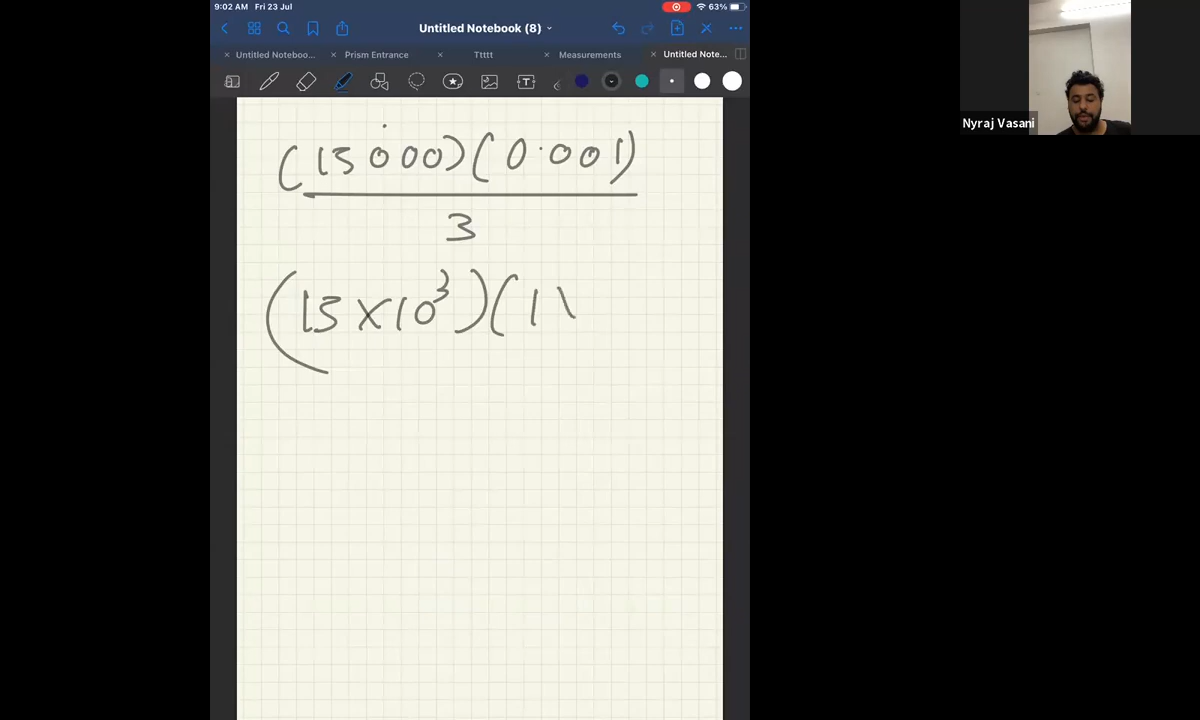 9:02 AM Fri 23 Jul 63%
Untitled Notebook (8)
Untitled Noteboo... Prism Entrance Ttttt Measurements Untitled Note...
Nyraj Vasani
(15000)(0.001)
3
(15×10³)(1\